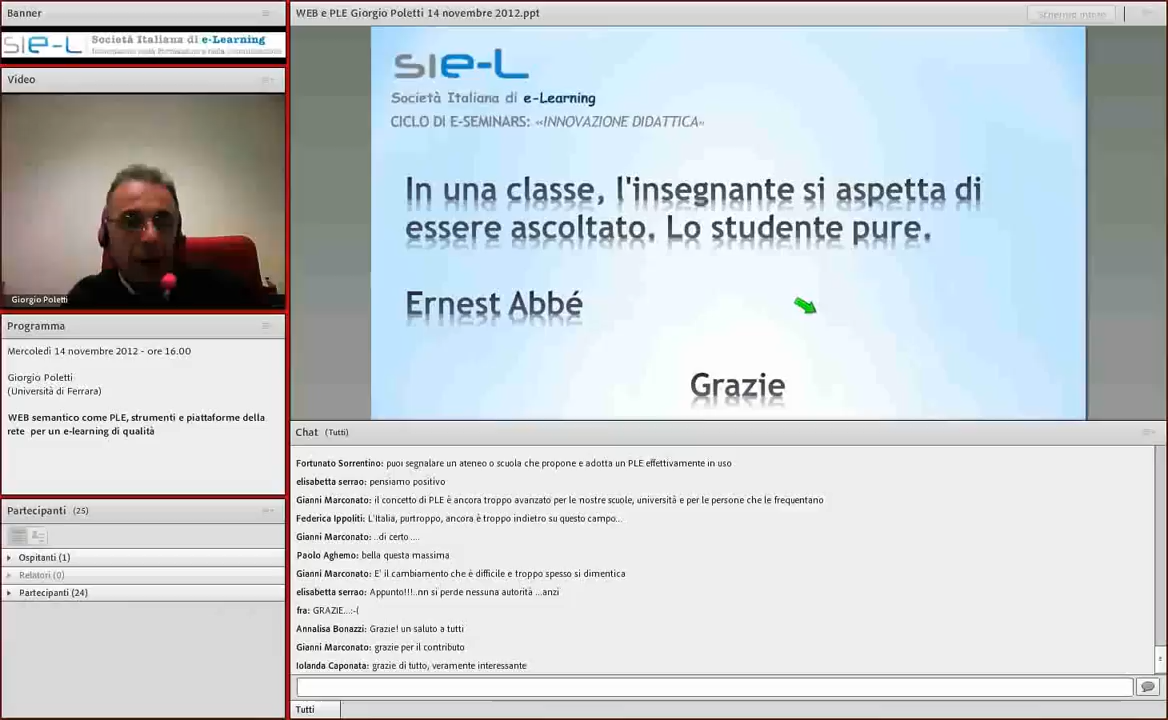 Banner
SIE-L Società Italiana di e-Learning
Video
Giorgio Poletti
Programma
Mercoledì 14 novembre 2012 - ore 16.00
Giorgio Poletti
(Università di Ferrara)
WEB semantico come PLE, strumenti e piattaforme della
rete per un e-learning di qualità
Partecipanti (25)
Ospitanti (1)
Relatori (0)
Partecipanti (24)
WEB e PLE Giorgio Poletti 14 novembre 2012.ppt
Schermo intero
sie-L
Società Italiana di e-Learning
CICLO DI E-SEMINARS: «INNOVAZIONE DIDATTICA»
In una classe, l'insegnante si aspetta di
essere ascoltato. Lo studente pure.
Ernest Abbé
Grazie
Chat (Tutti)
Fortunato Sorrentino: puoi segnalare un ateneo o scuola che propone e adotta un PLE effettivamente in uso
elisabetta serrao: pensiamo positivo
Gianni Marconato: il concetto di PLE è ancora troppo avanzato per le nostre scuole, università e per le persone che le frequentano
Federica Ippoliti: L'Italia, purtroppo, ancora è troppo indietro su questo campo...
Gianni Marconato: ..di certo ....
Paolo Aghemo: bella questa massima
Gianni Marconato: E' il cambiamento che è difficile e troppo spesso si dimentica
elisabetta serrao: Appunto!!!..nn si perde nessuna autorità ...anzi
fra: GRAZIE...:-(
Annalisa Bonazzi: Grazie! un saluto a tutti
Gianni Marconato: grazie per il contributo
Iolanda Caponata: grazie di tutto, veramente interessante
Tutti